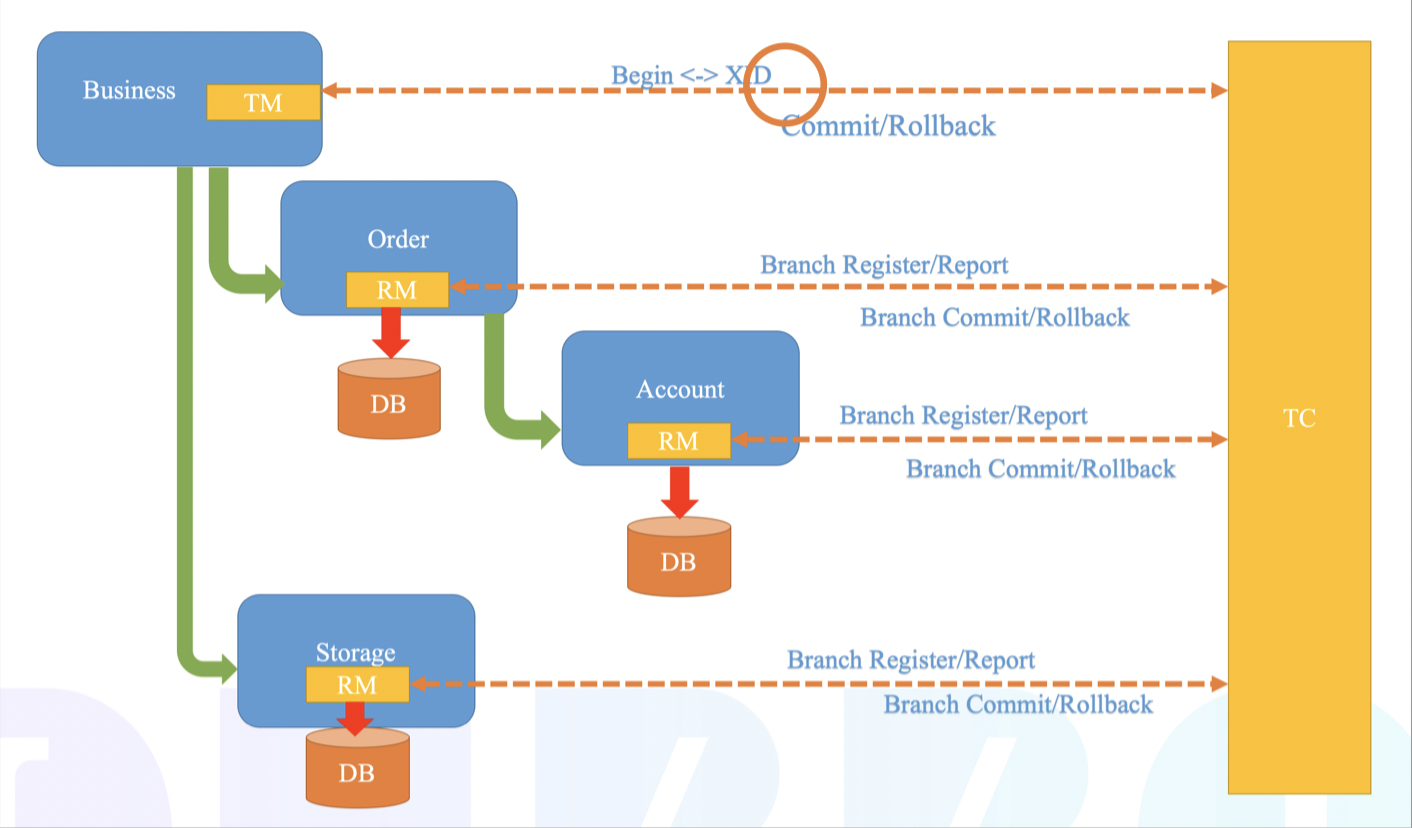 Business
TM
Begin <-> XID
Commit/Rollback
Order
RM
DB
Branch Register/Report
Branch Commit/Rollback
Account
RM
DB
Branch Register/Report
Branch Commit/Rollback
TC
Storage
RM
DB
Branch Register/Report
Branch Commit/Rollback